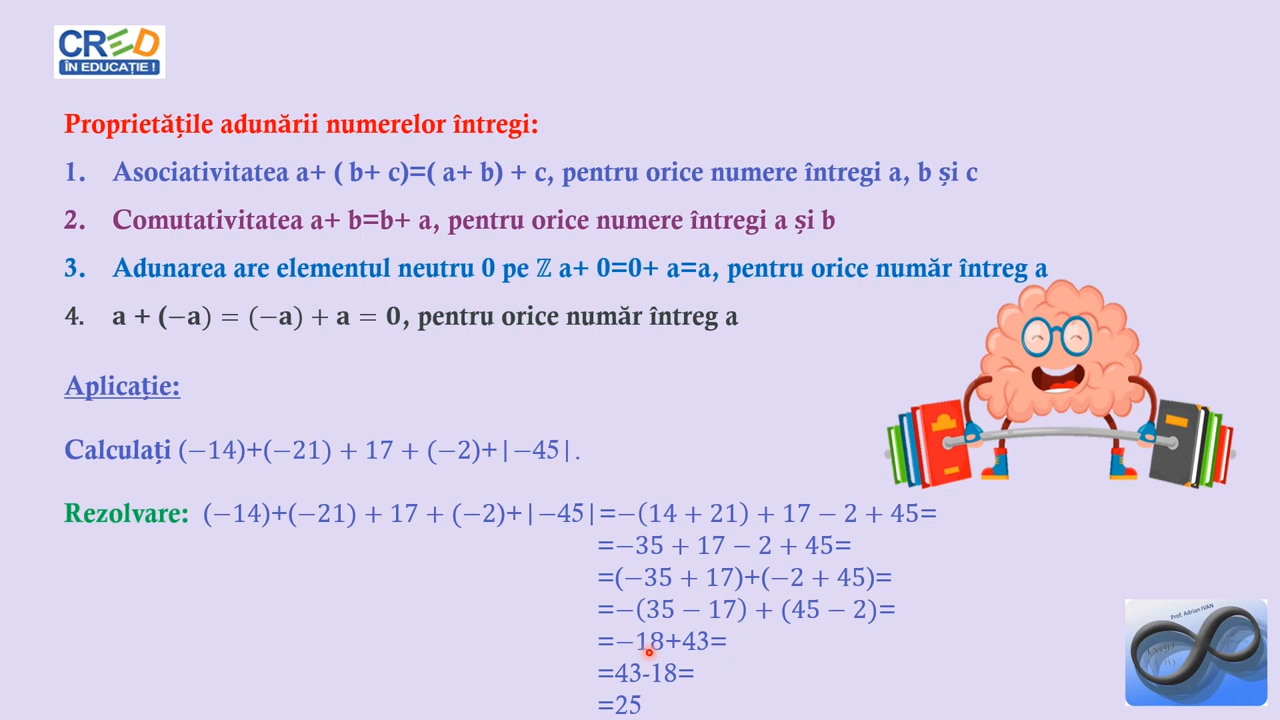 CRED
ÎN EDUCAȚIE !
Proprietățile adunării numerelor întregi:
1. Asociativitatea a+ ( b+ c)=( a+ b) + c, pentru orice numere întregi a, b și c
2. Comutativitatea a+ b=b+ a, pentru orice numere întregi a și b
3. Adunarea are elementul neutru 0 pe ℤ a+ 0=0+ a=a, pentru orice număr întreg a
4. a + (−a) = (−a) + a = 0, pentru orice număr întreg a
Aplicație:
Calculați (−14)+(−21) + 17 + (−2)+|−45|.
Rezolvare: (−14)+(−21) + 17 + (−2)+|−45|=−(14 + 21) + 17 − 2 + 45=
=−35 + 17 − 2 + 45=
=(−35 + 17)+(−2 + 45)=
=−(35 − 17) + (45 − 2)=
=−18+43=
=43-18=
=25
Prof. Adrian IVAN